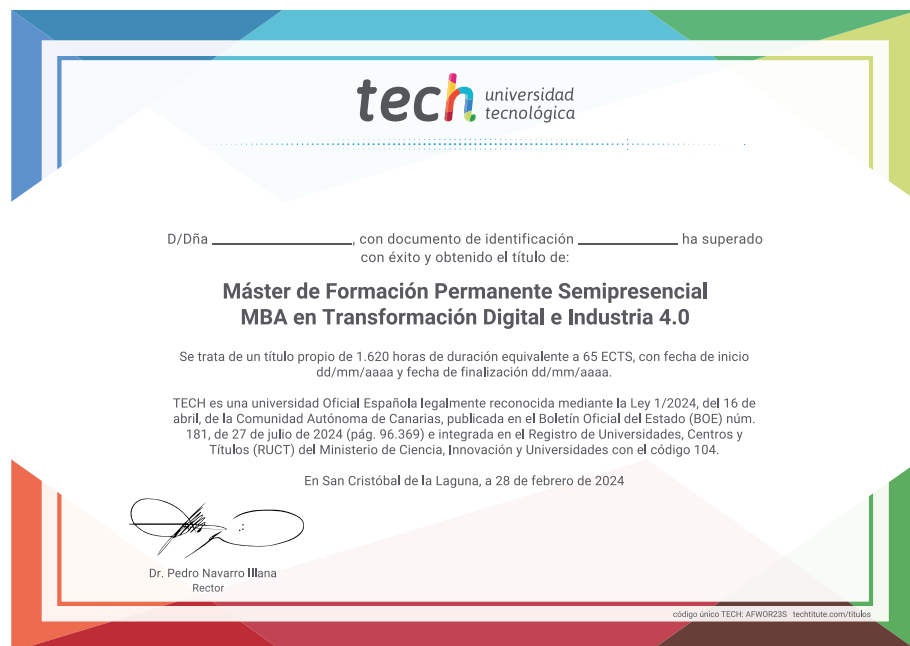 tech universidad
tecnológica
D/Dña ____________________, con documento de identificación ______________ ha superado
con éxito y obtenido el título de:
Máster de Formación Permanente Semipresencial
MBA en Transformación Digital e Industria 4.0
Se trata de un título propio de 1.620 horas de duración equivalente a 65 ECTS, con fecha de inicio
dd/mm/aaaa y fecha de finalización dd/mm/aaaa.
TECH es una universidad Oficial Española legalmente reconocida mediante la Ley 1/2024, del 16 de
abril, de la Comunidad Autónoma de Canarias, publicada en el Boletín Oficial del Estado (BOE) núm.
181, de 27 de julio de 2024 (pág. 96.369) e integrada en el Registro de Universidades, Centros y
Títulos (RUCT) del Ministerio de Ciencia, Innovación y Universidades con el código 104.
En San Cristóbal de la Laguna, a 28 de febrero de 2024
Dr. Pedro Navarro Illana
Rector
código único TECH: AFWOR23S techtitute.com/titulos